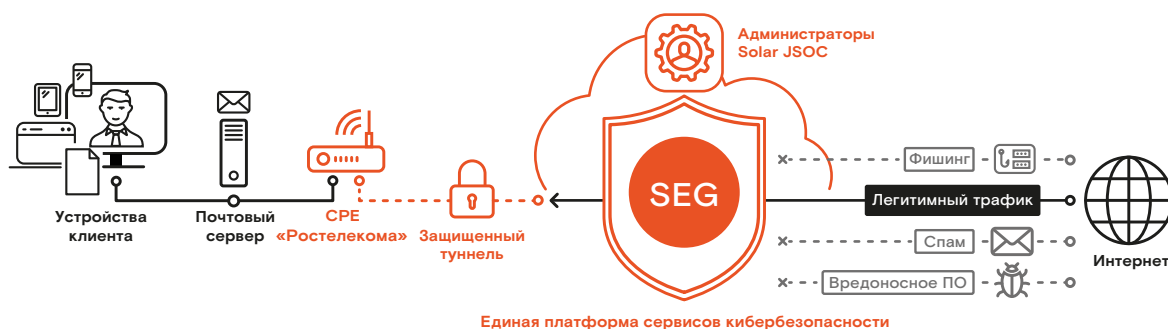 Администраторы
Solar JSOC
SEG
Фишинг
Легитимный трафик
Спам
Вредоносное ПО
Интернет
Устройства
клиента
Почтовый
сервер
CPE
«Ростелекома»
Защищенный
туннель
Единая платформа сервисов кибербезопасности